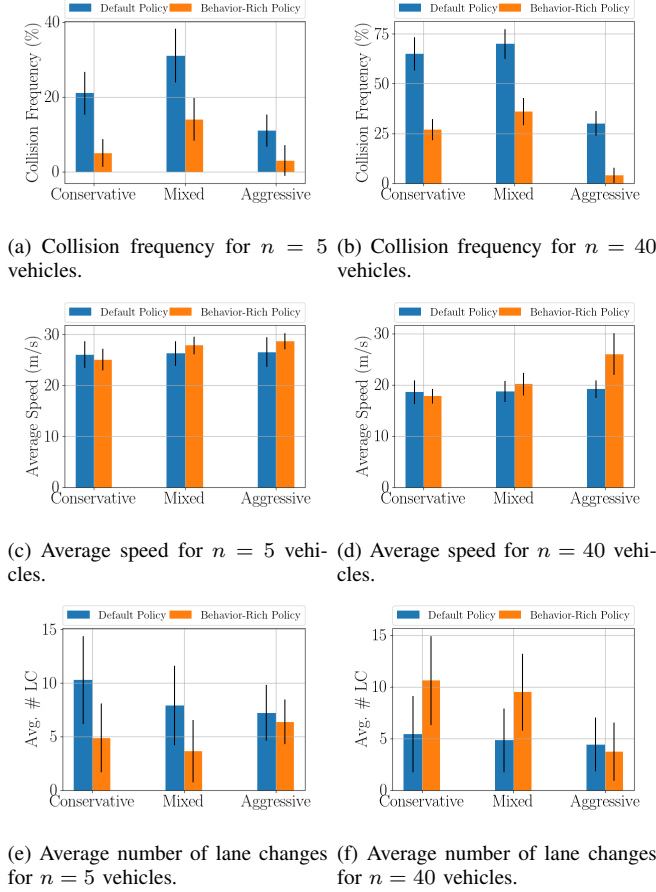 Default Policy Behavior-Rich Policy
Collision Frequency (%)
40
20
0
Conservative Mixed Aggressive
Default Policy Behavior-Rich Policy
Collision Frequency (%)
75
50
25
0
Conservative Mixed Aggressive
(a) Collision frequency for n = 5
vehicles.
(b) Collision frequency for n = 40
vehicles.
Default Policy Behavior-Rich Policy
Average Speed (m/s)
30
20
10
0
Conservative Mixed Aggressive
Default Policy Behavior-Rich Policy
Average Speed (m/s)
30
20
10
0
Conservative Mixed Aggressive
(c) Average speed for n = 5 vehi-
cles.
(d) Average speed for n = 40 vehi-
cles.
Default Policy Behavior-Rich Policy
Avg. # LC
15
10
5
0
Conservative Mixed Aggressive
Default Policy Behavior-Rich Policy
Avg. # LC
15
10
5
0
Conservative Mixed Aggressive
(e) Average number of lane changes
for n = 5 vehicles.
(f) Average number of lane changes
for n = 40 vehicles.